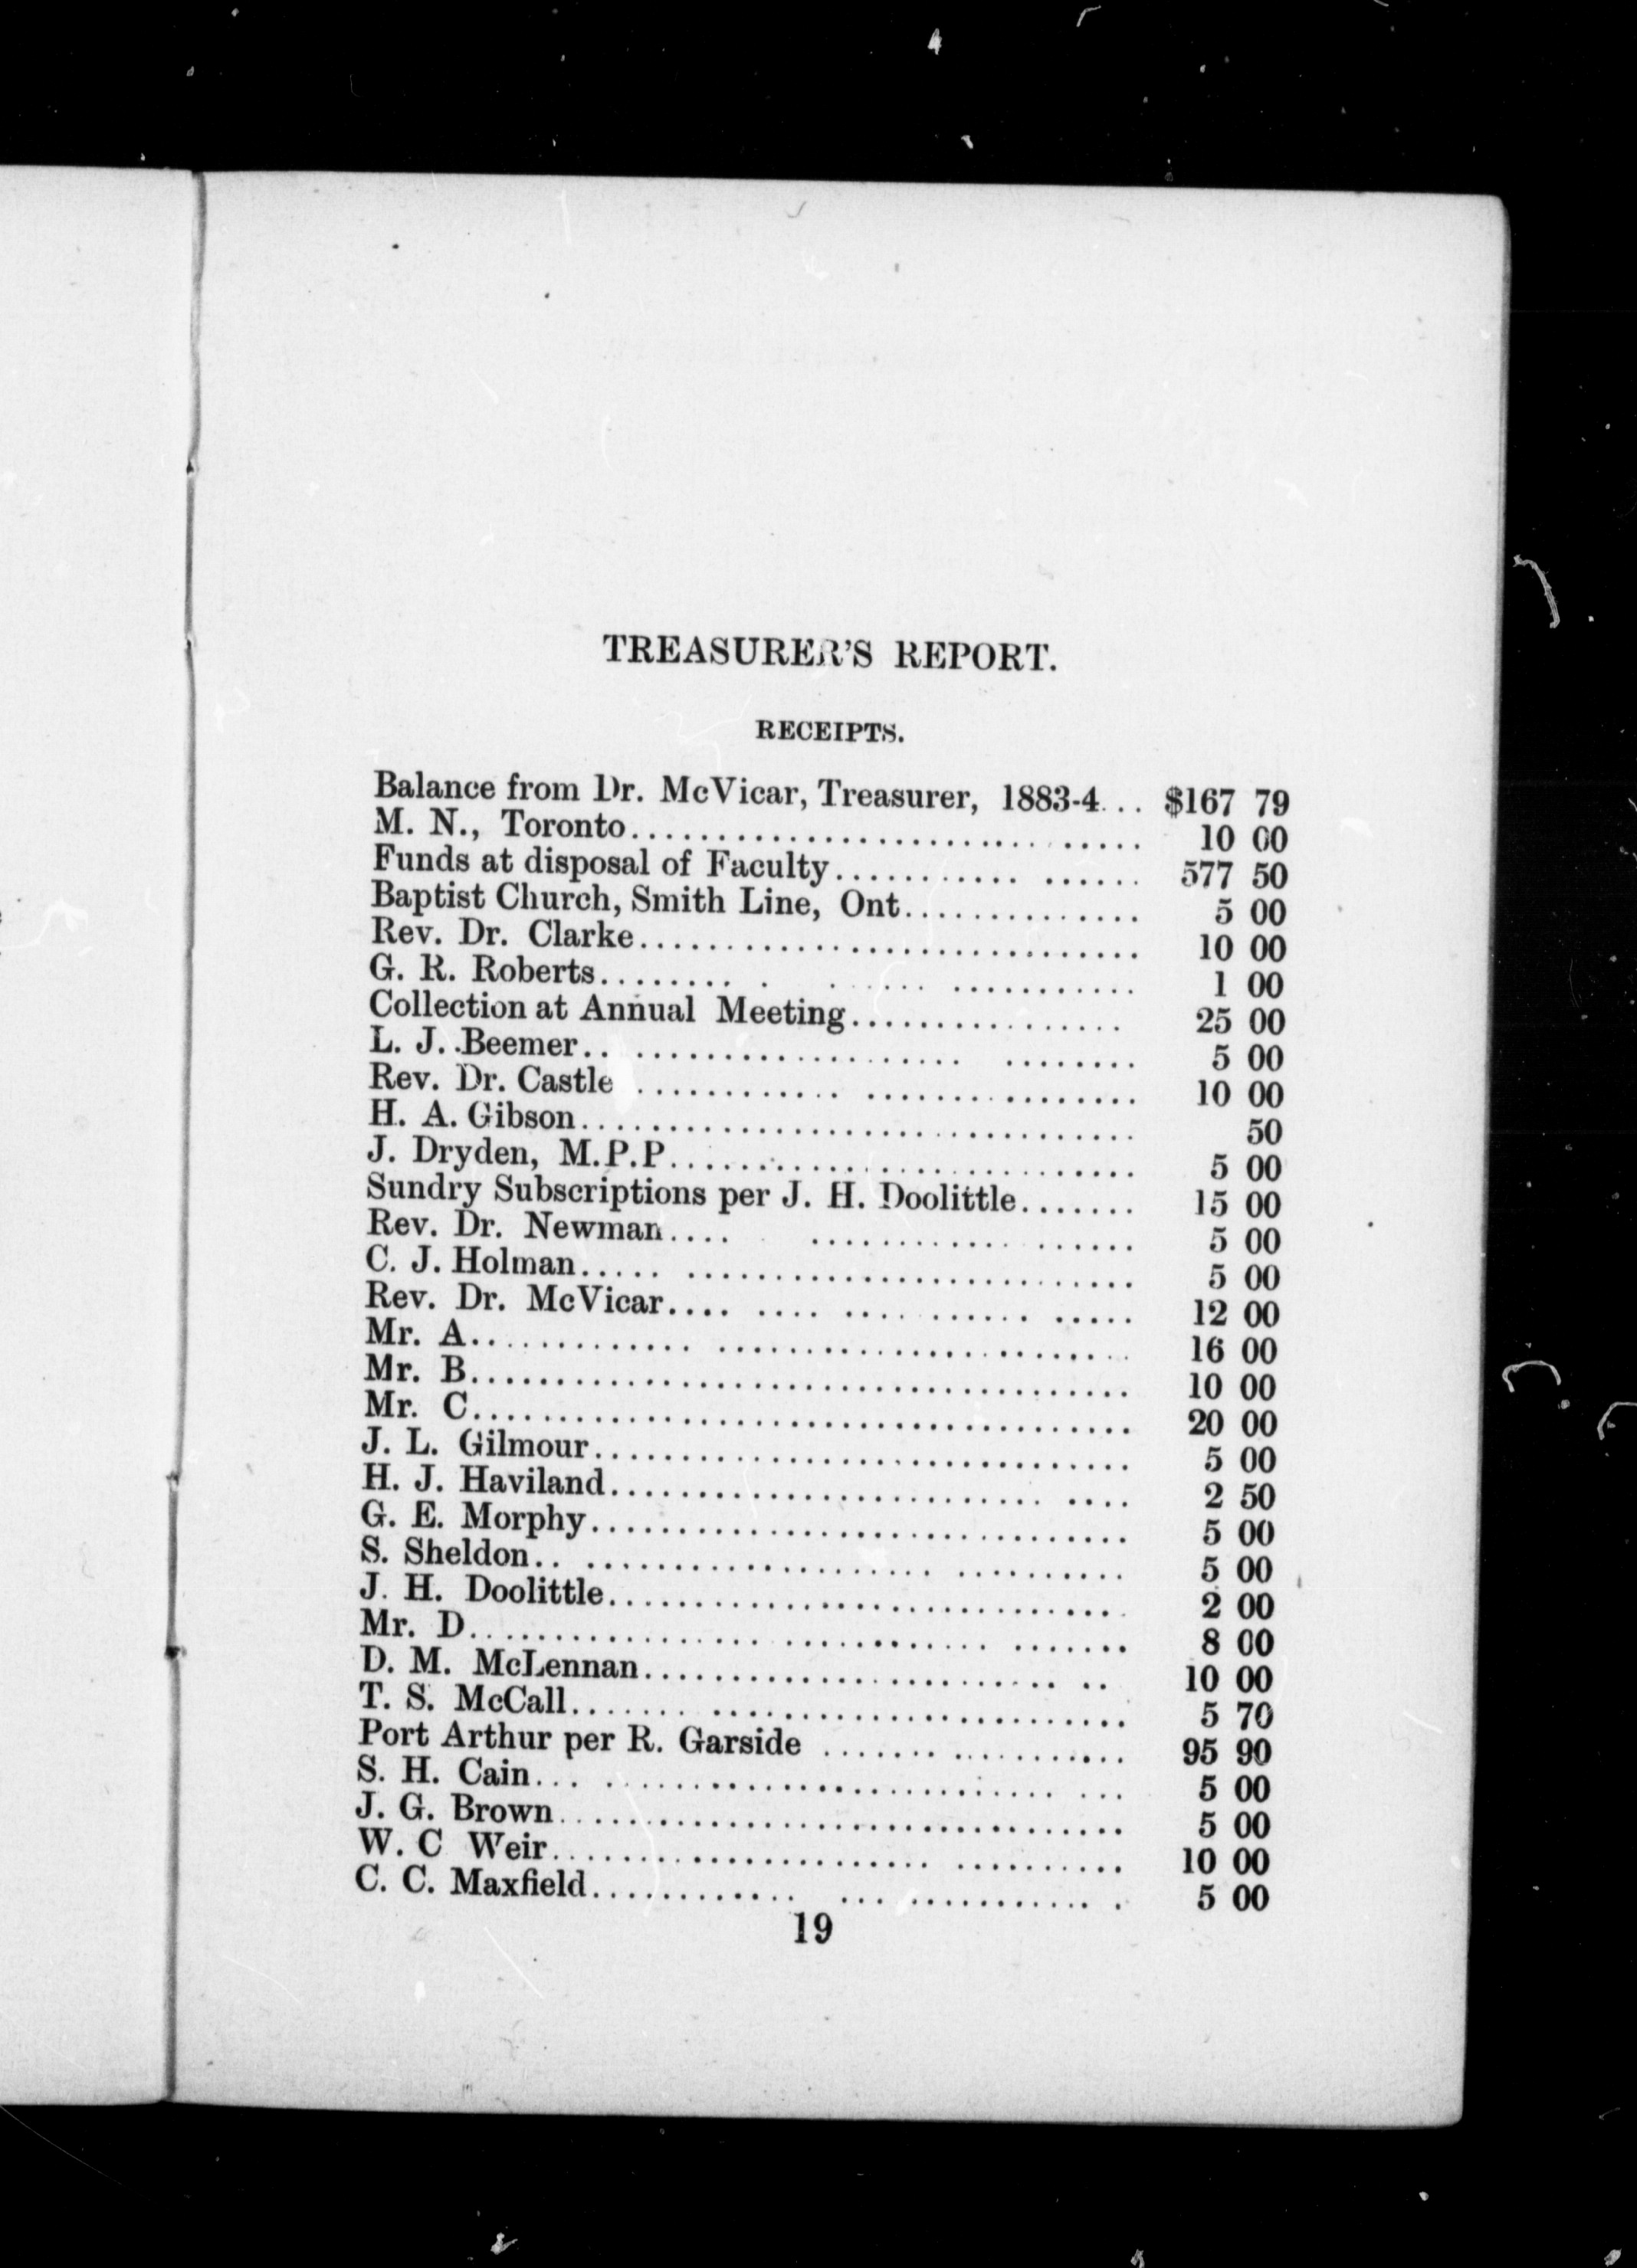 TREASURER'S REPORT.
RECEIPTS.
Balance from Dr. McVicar, Treasurer, 1883-4... $167 79
M. N., Toronto.............................. 10 00
Funds at disposal of Faculty................. 577 50
Baptist Church, Smith Line, Ont.............. 5 00
Rev. Dr. Clarke............................. 10 00
G. R. Roberts............................. 1 00
Collection at Annual Meeting................ 25 00
L. J. Beemer............................. 5 00
Rev. Dr. Castle ............................ 10 00
H. A. Gibson................................ 50
J. Dryden, M.P.P........................... 5 00
Sundry Subscriptions per J. H. Doolittle....... 15 00
Rev. Dr. Newman........................ 5 00
C. J. Holman............................... 5 00
Rev. Dr. McVicar........................ 12 00
Mr. A.................................... 16 00
Mr. B...................................... 10 00
Mr. C...................................... 20 00
J. L. Gilmour............................... 5 00
H. J. Haviland............................. 2 50
G. E. Morphy............................... 5 00
S. Sheldon............................... 5 00
J. H. Doolittle.............................. 2 00
Mr. D.................................... 8 00
D. M. McLennan.......................... 10 00
T. S. McCall............................... 5 70
Port Arthur per R. Garside ................. 95 90
S. H. Cain............................... 5 00
J. G. Brown................................ 5 00
W. C Weir................................ 10 00
C. C. Maxfield........................... 5 00
19